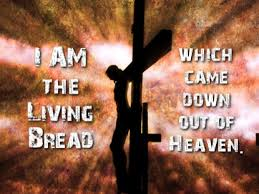 I AM
THE
LIVING
BREAD
WHICH
CAME
DOWN
OUT OF
HEAVEN.